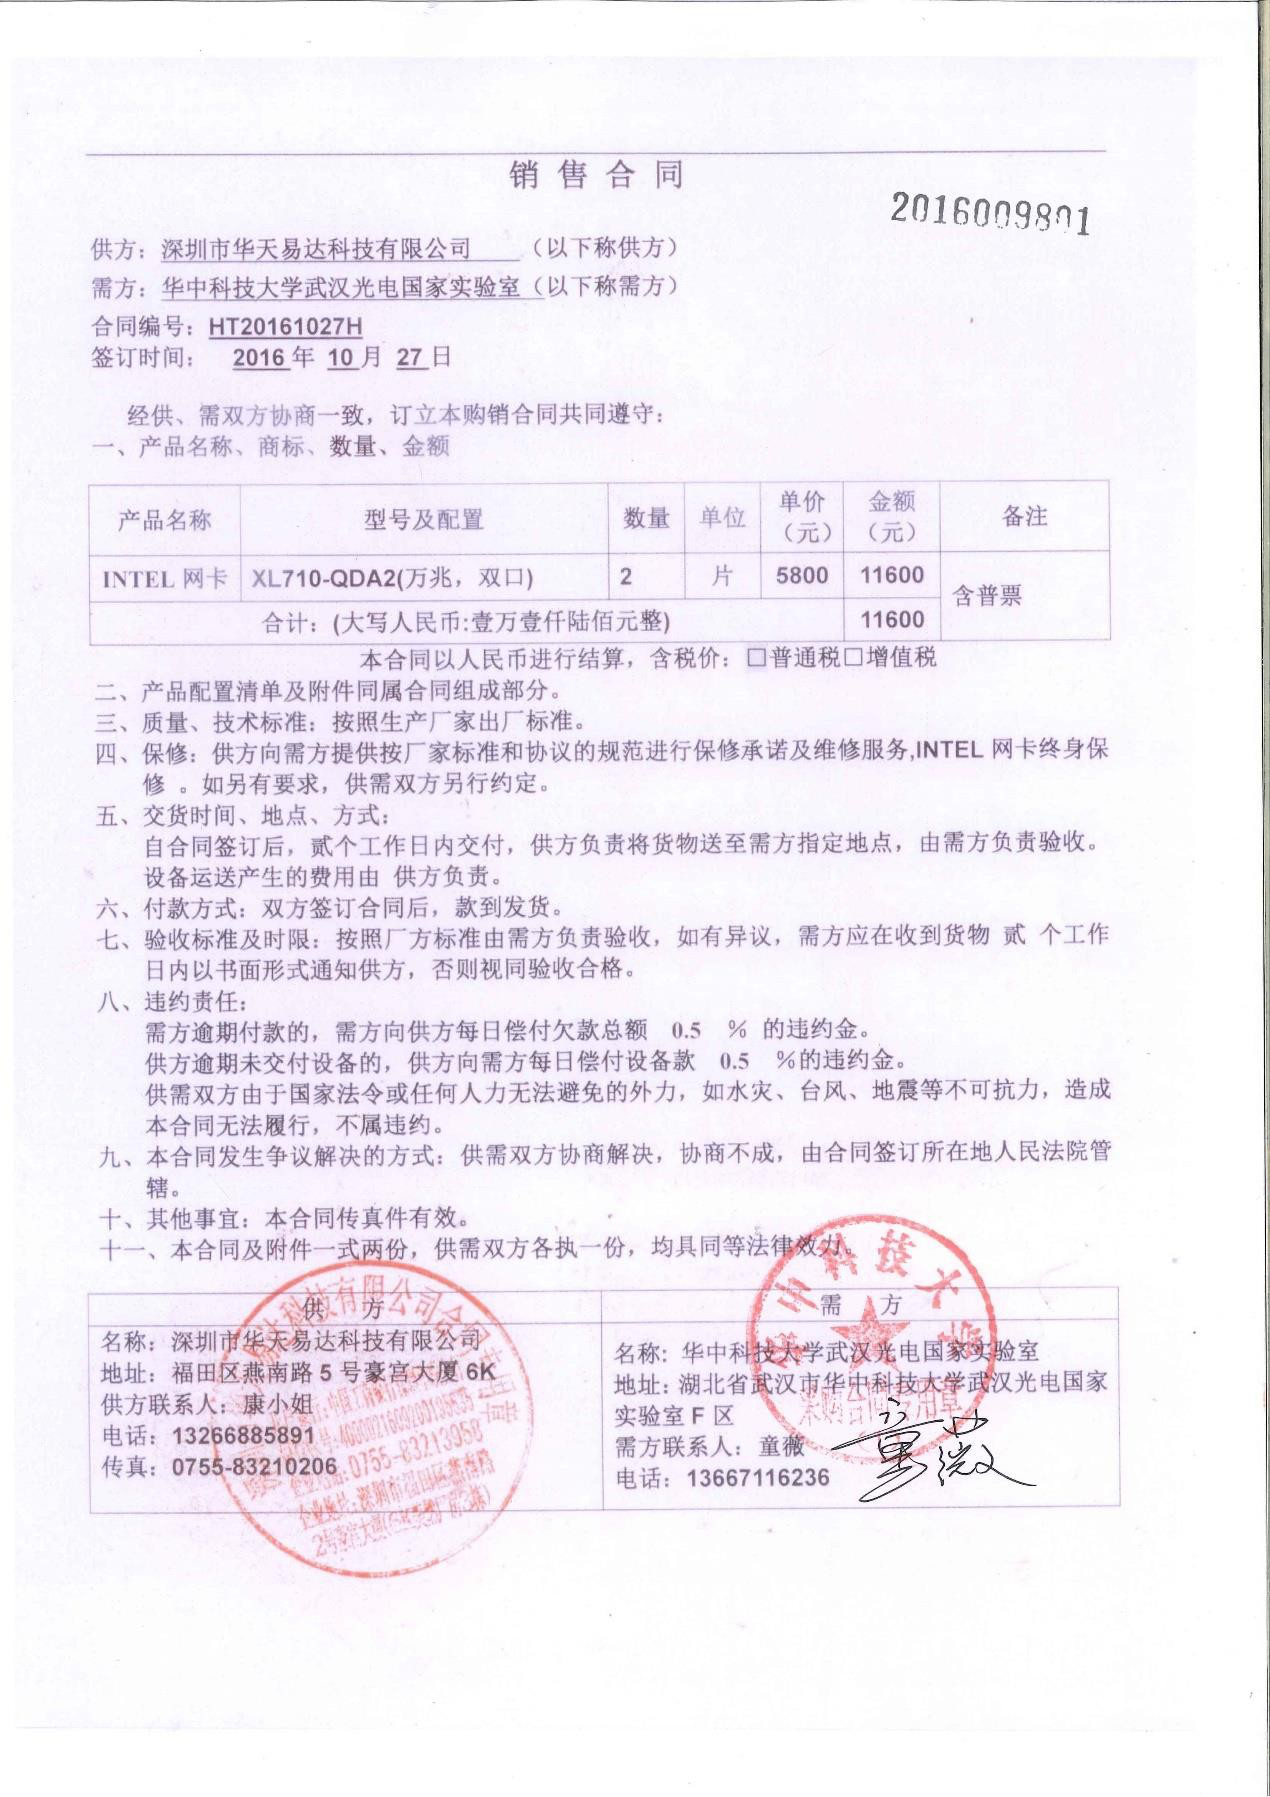 销售合同
2016009801
供方：深圳市华天易达科技有限公司 （以下称供方）
需方：华中科技大学武汉光电国家实验室（以下称需方）
合同编号：HT20161027H
签订时间： 2016 年 10 月 27 日
经供、需双方协商一致，订立本购销合同共同遵守：
一、产品名称、商标、数量、金额
产品名称 型号及配置 数量 单位 单价（元） 金额（元） 备注
INTEL 网卡 XL710-QDA2(万兆，双口) 2 片 5800 11600 含普票
合计：(大写人民币:壹万壹仟陆佰元整) 11600
本合同以人民币进行结算，含税价：□普通税□增值税
二、产品配置清单及附件同属合同组成部分。
三、质量、技术标准：按照生产厂家出厂标准。
四、保修：供方向需方提供按厂家标准和协议的规范进行保修承诺及维修服务,INTEL 网卡终身保
修 。如另有要求，供需双方另行约定。
五、交货时间、地点、方式：
自合同签订后，贰个工作日内交付，供方负责将货物送至需方指定地点，由需方负责验收。
设备运送产生的费用由 供方负责。
六、付款方式：双方签订合同后，款到发货。
七、验收标准及时限：按照厂方标准由需方负责验收，如有异议，需方应在收到货物 贰 个工作
日内以书面形式通知供方，否则视同验收合格。
八、违约责任：
需方逾期付款的，需方向供方每日偿付欠款总额 0.5 % 的违约金。
供方逾期未交付设备的，供方向需方每日偿付设备款 0.5 %的违约金。
供需双方由于国家法令或任何人力无法避免的外力，如水灾、台风、地震等不可抗力，造成
本合同无法履行，不属违约。
九、本合同发生争议解决的方式：供需双方协商解决，协商不成，由合同签订所在地人民法院管
辖。
十、其他事宜：本合同传真件有效。
十一、本合同及附件一式两份，供需双方各执一份，均具同等法律效力。
供 方
名称：深圳市华天易达科技有限公司
地址：福田区燕南路 5 号豪宫大厦 6K
供方联系人：康小姐
电话：13266885891
传真：0755-83210206
需 方
名称：华中科技大学武汉光电国家实验室
地址：湖北省武汉市华中科技大学武汉光电国家
实验室 F 区
需方联系人：童薇
电话：13667116236
童薇
华中科技大学
采购合同专用章
科技有限公司合同专用章
0755-83213958